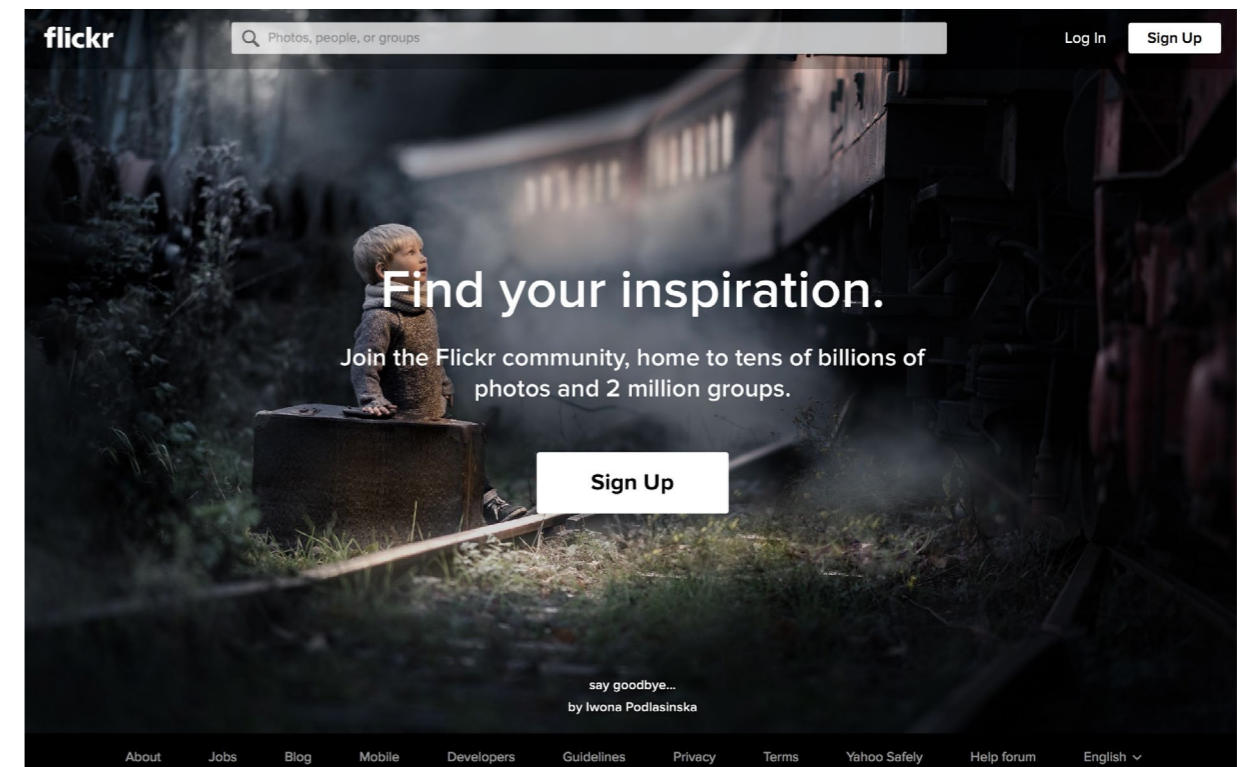 flickr
Photos, people, or groups
Log In
Sign Up
Find your inspiration.
Join the Flickr community, home to tens of billions of
photos and 2 million groups.
Sign Up
say goodbye...
by Iwona Podlasinska
About Jobs Blog Mobile Developers Guidelines Privacy Terms Yahoo Safely Help forum English